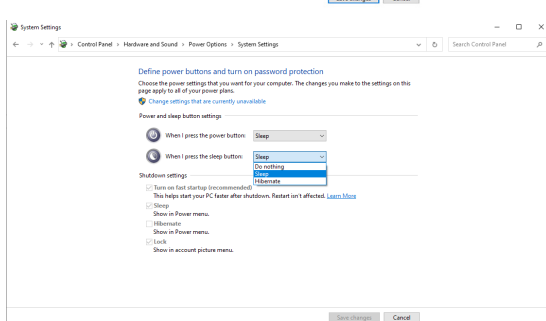 Save changes Cancel
System Settings
Control Panel > Hardware and Sound > Power Options > System Settings
Search Control Panel
Define power buttons and turn on password protection
Choose the power settings that you want for your computer. The changes you make to the settings on this
page apply to all of your power plans.
Change settings that are currently unavailable
Power and sleep button settings
When I press the power button: Sleep
When I press the sleep button: Sleep
Do nothing
Sleep
Hibernate
Shutdown settings
Turn on fast startup (recommended)
This helps start your PC faster after shutdown. Restart isn't affected. Learn More
Sleep
Show in Power menu.
Hibernate
Show in Power menu.
Lock
Show in account picture menu.
Save changes Cancel